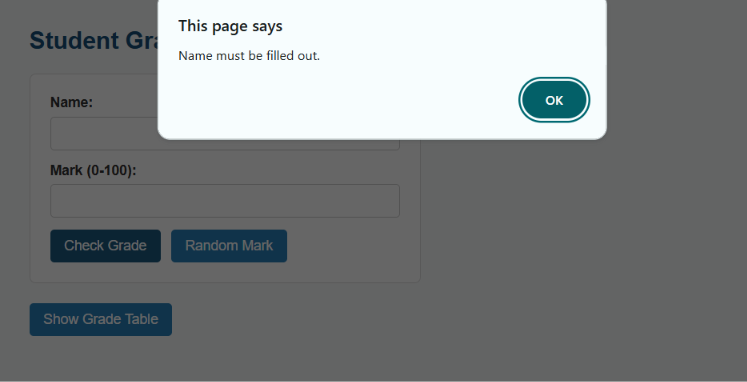 This page says
Name must be filled out.
OK
Student Gra
Name:
Mark (0-100):
Check Grade
Random Mark
Show Grade Table